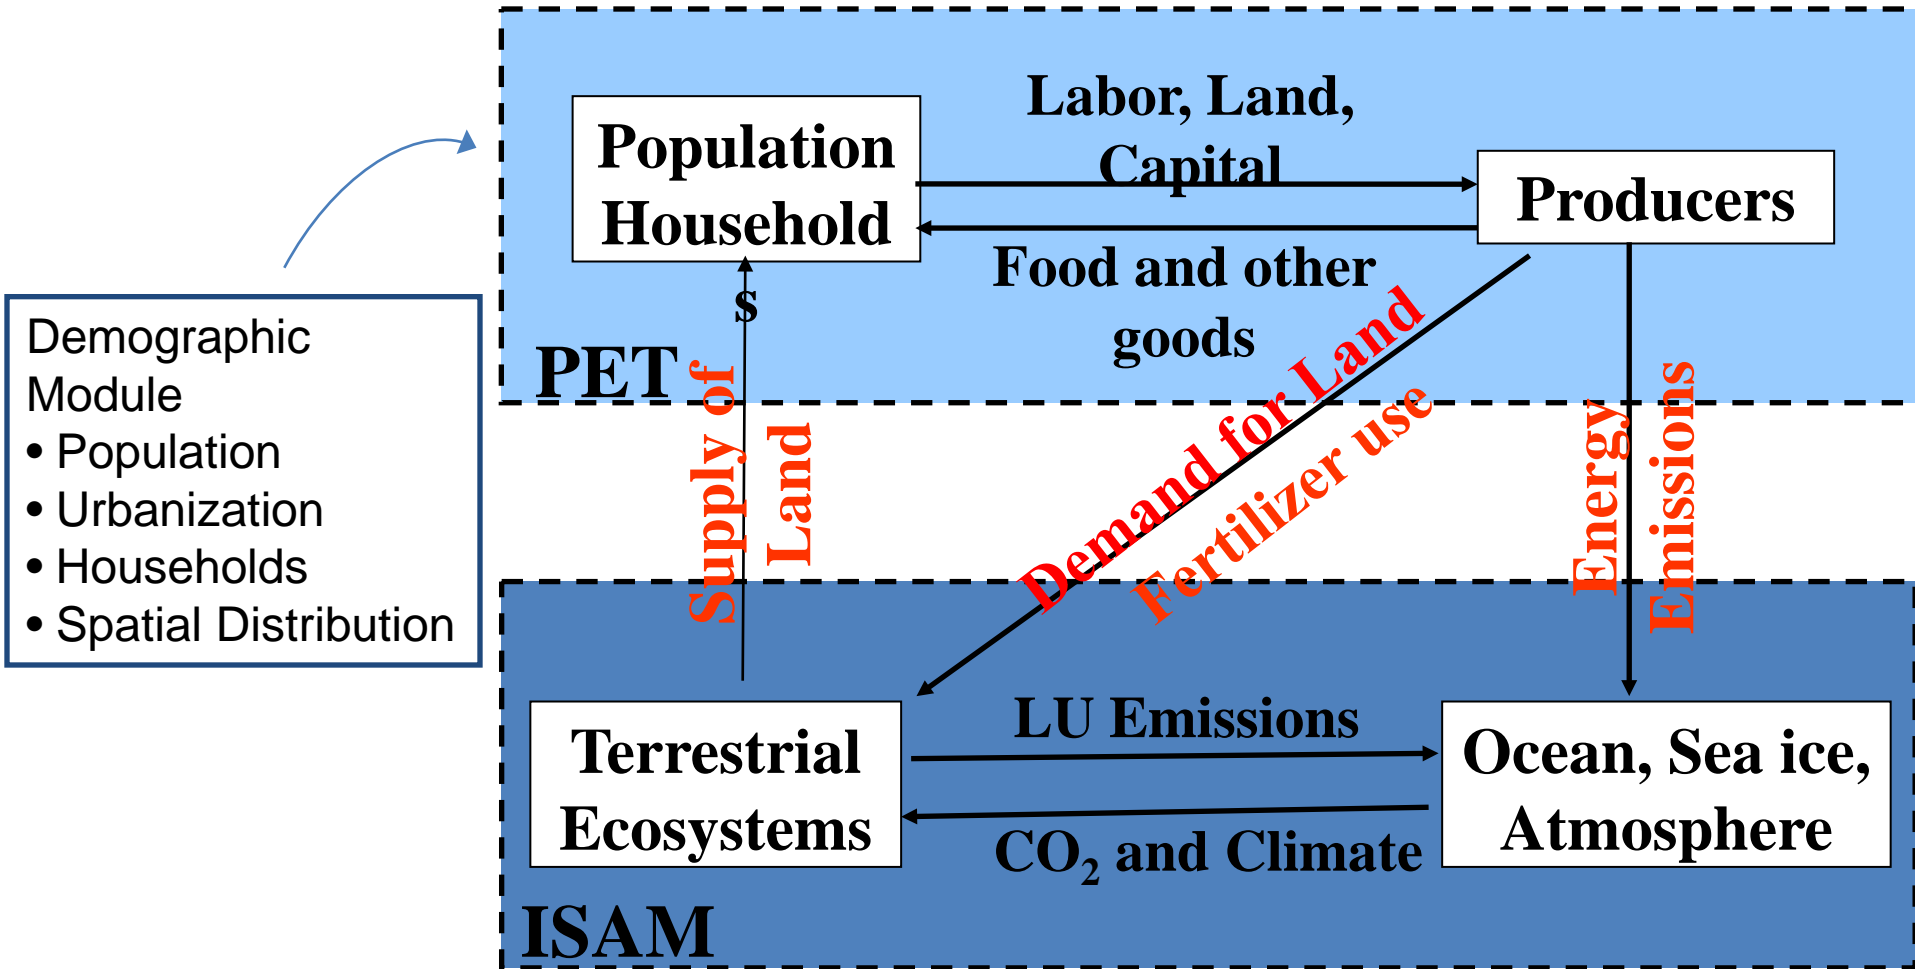 Labor, Land,
Capital
Population
Household
s
Producers
Food and other
goods
PET
Demographic
Module
• Population
• Urbanization
• Households
• Spatial Distribution
Supply of
Land
Demand for Land
Fertilizer use
Energy
Emissions
LU Emissions
Terrestrial
Ecosystems
Ocean, Sea ice,
Atmosphere
CO₂ and Climate
ISAM